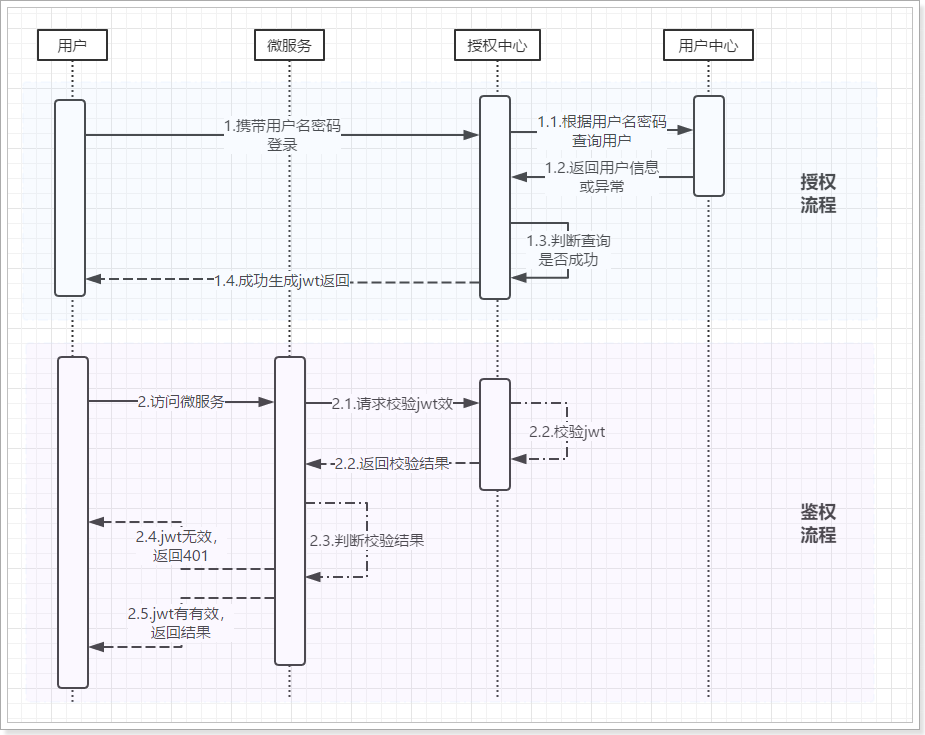 用户
微服务
授权中心
用户中心
1.携带用户名密码
登录
1.1.根据用户名密码
查询用户
1.2.返回用户信息
或异常
授权
流程
1.3.判断查询
是否成功
1.4.成功生成jwt返回
2.访问微服务
2.1.请求校验jwt效
2.2.校验jwt
2.2.返回校验结果
鉴权
流程
2.3.判断校验结果
2.4.jwt无效，
返回401
2.5.jwt有有效，
返回结果